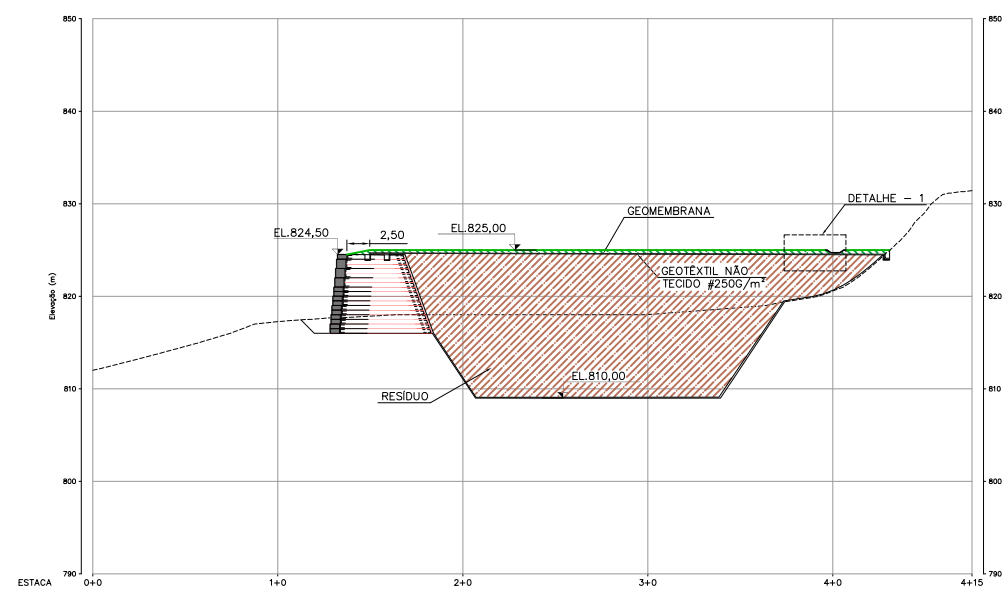 850
850
840
840
DETALHE - 1
830
830
GEOMEMBRANA
EL.825,00
EL.824,50
2,50
GEOTÊXTIL NÃO
TECIDO #250G/m²
Elevação (m)
820
820
EL.810,00
810
810
RESÍDUO
800
800
790
790
ESTACA
0+0
1+0
2+0
3+0
4+0
4+15